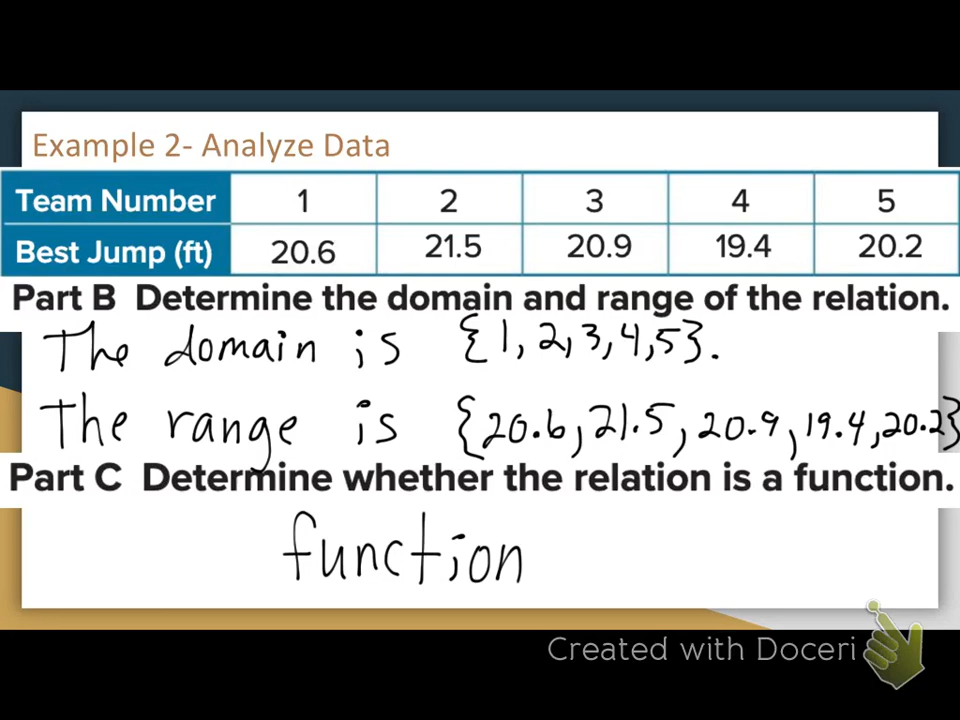 Example 2- Analyze Data
Team Number 1 2 3 4 5
Best Jump (ft) 20.6 21.5 20.9 19.4 20.2
Part B Determine the domain and range of the relation.
The domain is {1, 2, 3, 4, 5}.
The range is {20.6, 21.5, 20.9, 19.4, 20.2}
Part C Determine whether the relation is a function.
function
Created with Doceri